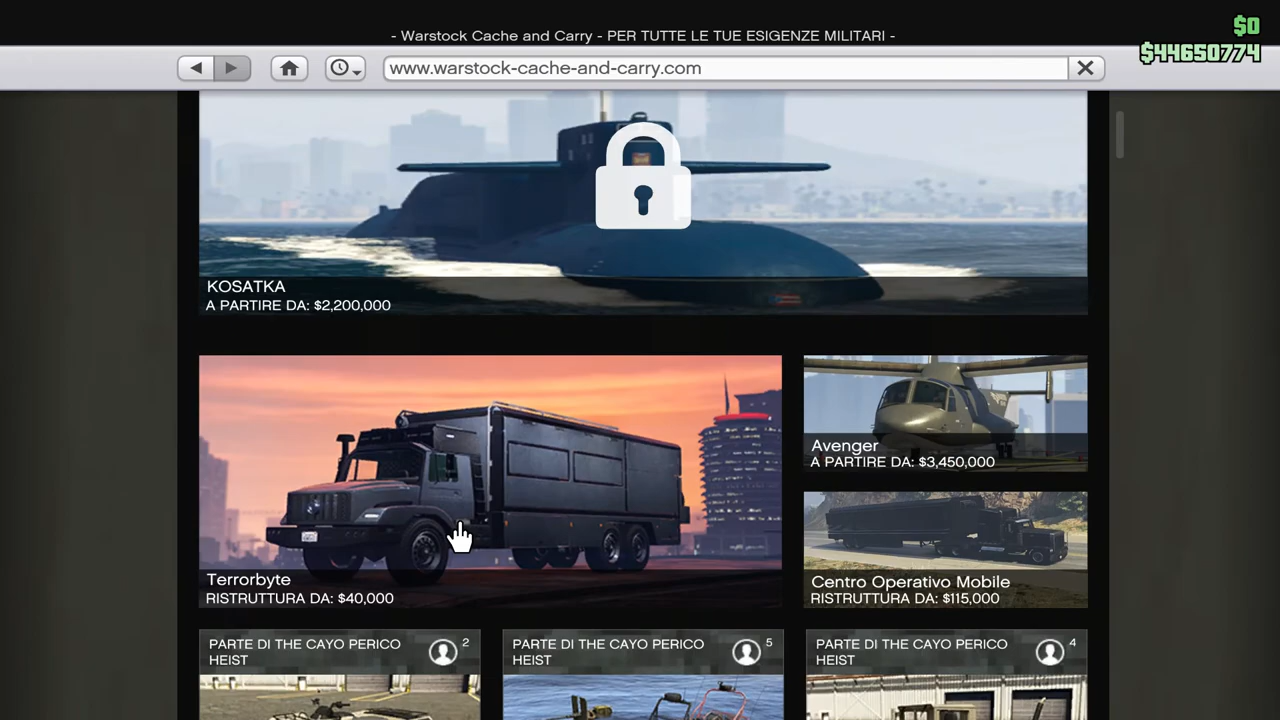 - Warstock Cache and Carry - PER TUTTE LE TUE ESIGENZE MILITARI -
$0
$44650774
www.warstock-cache-and-carry.com
KOSATKA
A PARTIRE DA: $2,200,000
Terrorbyte
RISTRUTTURA DA: $40,000
Avenger
A PARTIRE DA: $3,450,000
Centro Operativo Mobile
RISTRUTTURA DA: $115,000
PARTE DI THE CAYO PERICO
HEIST
2
PARTE DI THE CAYO PERICO
HEIST
5
PARTE DI THE CAYO PERICO
HEIST
4